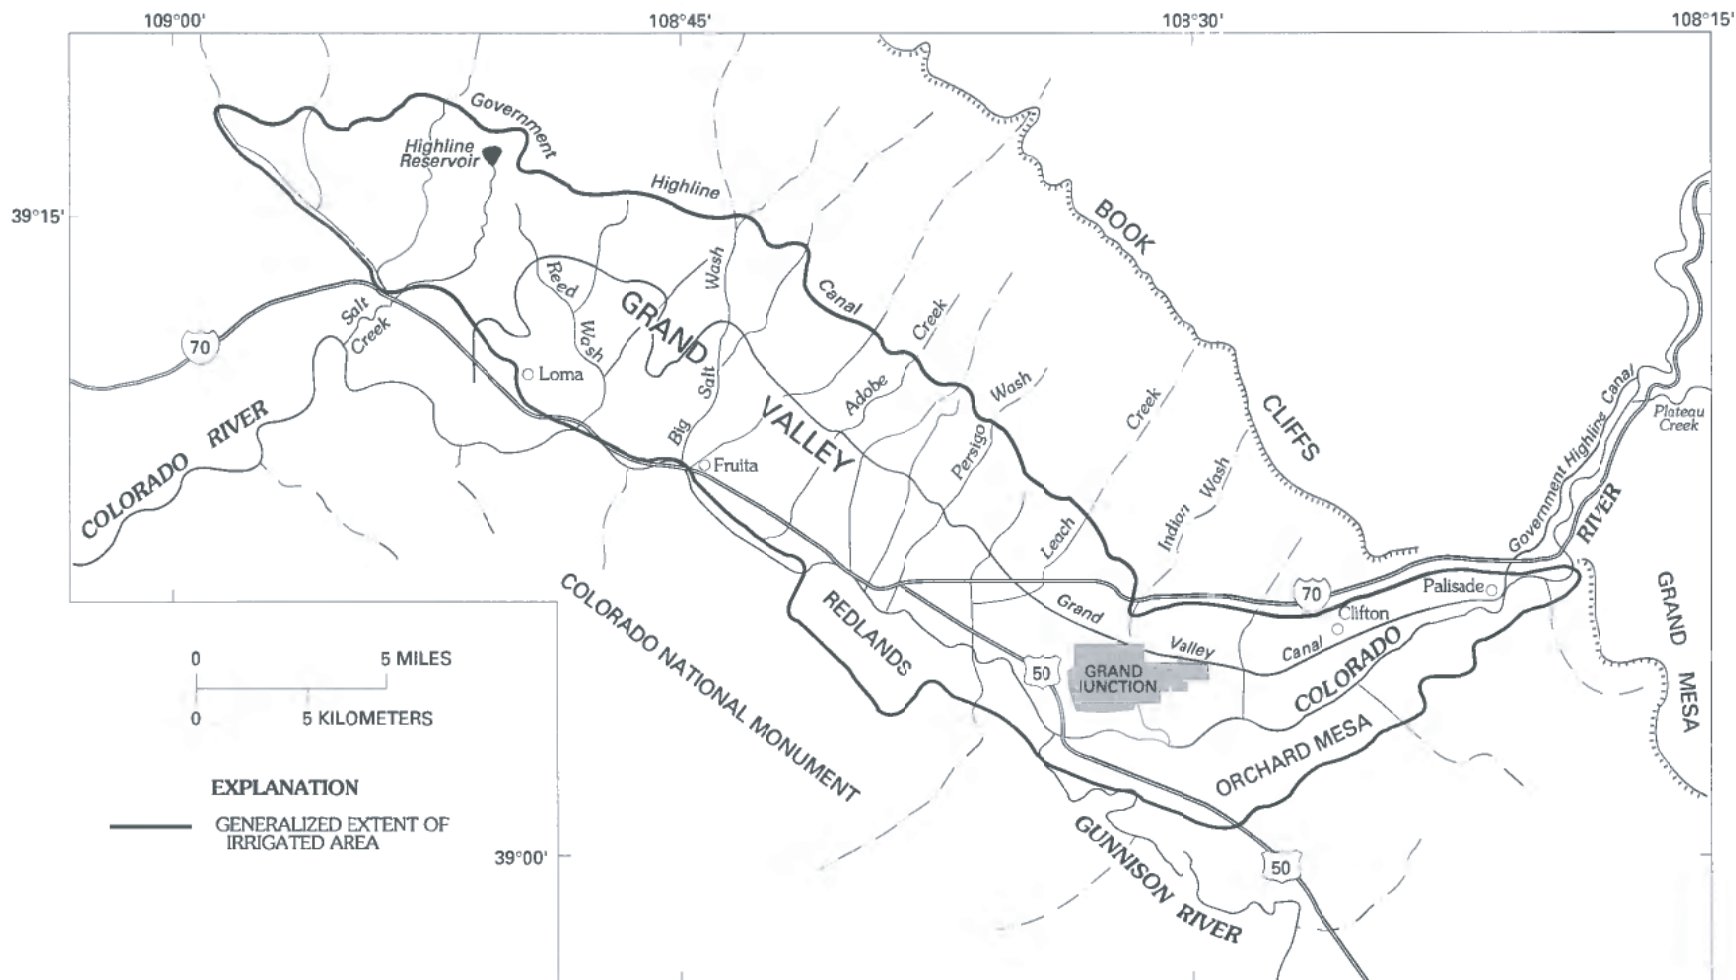 109°00'
108°45'
108°30'
108°15'
39°15'
39°00'
Government
Highline
Canal
Highline
Reservoir
BOOK
CLIFFS
GRAND
VALLEY
Reed
Wash
Big
Salt
Wash
Salt
Creek
70
COLORADO RIVER
Loma
Fruita
Adobe
Creek
Persigo
Wash
Leach
Creek
Indian
Wash
Government Highline Canal
Plateau
Creek
RIVER
COLORADO
Palisade
70
Clifton
Grand
Valley
Canal
GRAND
JUNCTION
50
REDLANDS
COLORADO NATIONAL MONUMENT
ORCHARD MESA
GRAND
MESA
GUNNISON RIVER
50
0 5 MILES
0 5 KILOMETERS
EXPLANATION
GENERALIZED EXTENT OF
IRRIGATED AREA